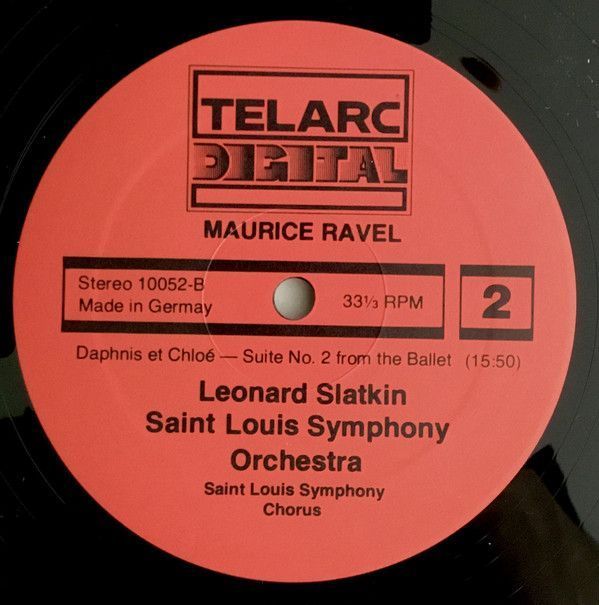 TELARC
DIGITAL
MAURICE RAVEL
Stereo 10052-B
Made in Germay
33⅓ RPM
2
Daphnis et Chloé — Suite No. 2 from the Ballet (15:50)
Leonard Slatkin
Saint Louis Symphony
Orchestra
Saint Louis Symphony
Chorus